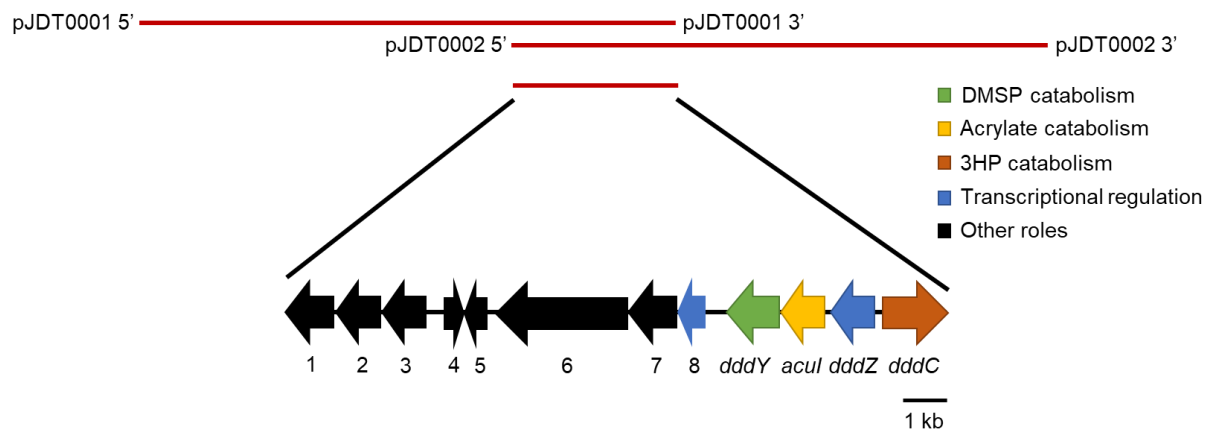 pJDT0001 5’ pJDT0001 3’
pJDT0002 5’ pJDT0002 3’
DMSP catabolism
Acrylate catabolism
3HP catabolism
Transcriptional regulation
Other roles
1 2 3 4 5 6 7 8 dddY acuI dddZ dddC
1 kb